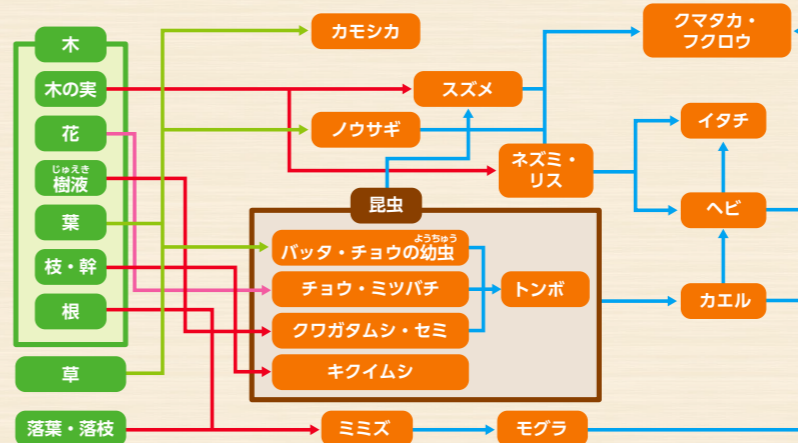 木
木の実
花
じゅえき
樹液
葉
枝・幹
根
草
落葉・落枝
カモシカ
スズメ
ノウサギ
ネズミ・
リス
クマタカ・
フクロウ
イタチ
ヘビ
カエル
昆虫
ようちゅう
バッタ・チョウの幼虫
チョウ・ミツバチ
クワガタムシ・セミ
キクイムシ
トンボ
ミミズ
モグラ